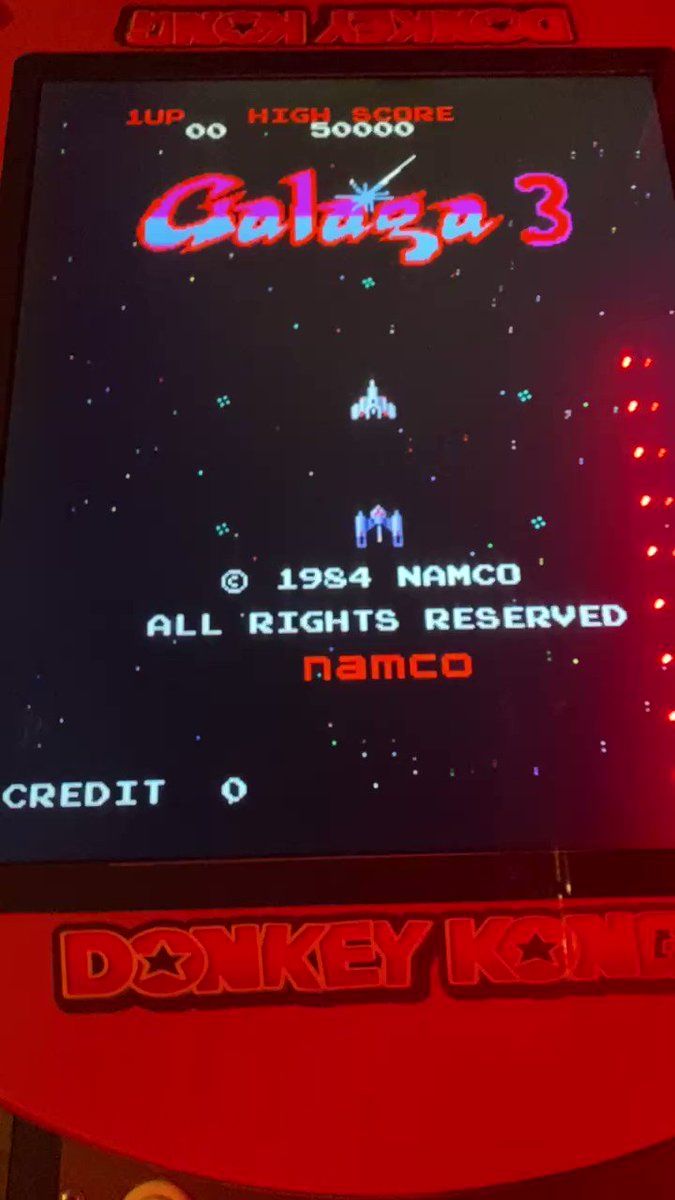 DONKEY KONG
1UP HIGH SCORE
00 50000
Galaga 3
© 1984 NAMCO
ALL RIGHTS RESERVED
namco
CREDIT 0
DONKEY KONG